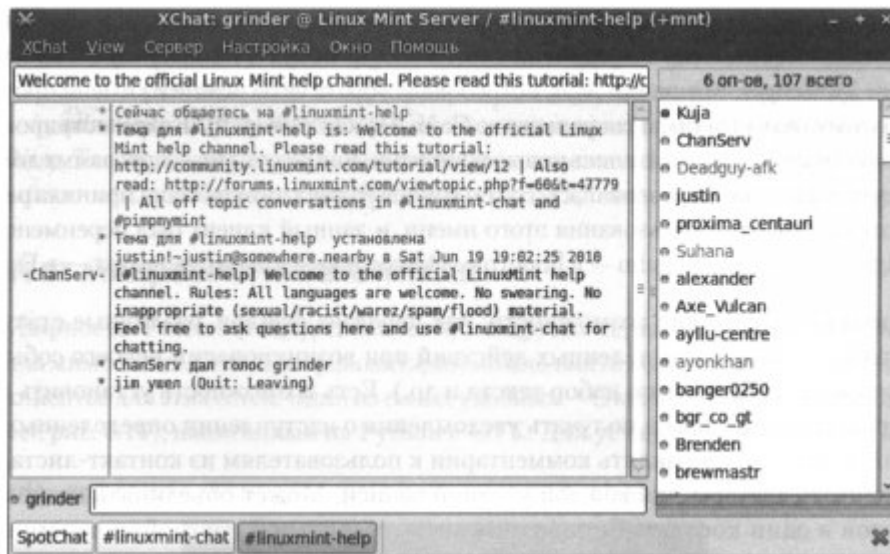 XChat: grinder @ Linux Mint Server / #linuxmint-help (+mnt)
XChat View Сервер Настройка Окно Помощь
Welcome to the official Linux Mint help channel. Please read this tutorial: http://c
6 оп-ов, 107 всего
* Сейчас общаетесь на #linuxmint-help
* Тема для #linuxmint-help is: Welcome to the official Linux
Mint help channel. Please read this tutorial:
http://community.linuxmint.com/tutorial/view/12 | Also
read: http://forums.linuxmint.com/viewtopic.php?f=60&t=47779
| All off topic conversations in #linuxmint-chat and
#pimpmymint
* Тема для #linuxmint-help установлена
justin!~justin@somewhere.nearby в Sat Jun 19 19:02:25 2010
-ChanServ- [#linuxmint-help] Welcome to the official LinuxMint help
channel. Rules: All languages are welcome. No swearing. No
inappropriate (sexual/racist/warez/spam/flood) material.
Feel free to ask questions here and use #linuxmint-chat for
chatting.
* ChanServ дал голос grinder
* jim ушел (Quit: Leaving)
Kuja
ChanServ
Deadguy-afk
justin
proxima_centauri
Suhana
alexander
Axe_Vulcan
ayllu-centre
ayonkhan
banger0250
bgr_co_gt
Brenden
brewmastr
grinder
SpotChat #linuxmint-chat #linuxmint-help